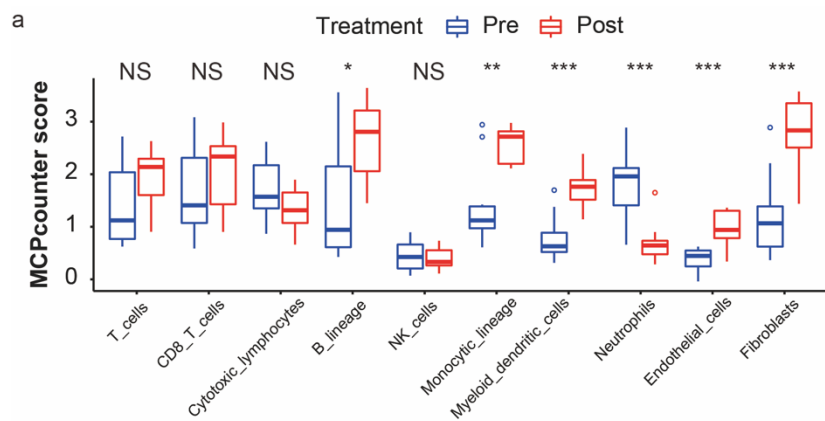 a
Treatment Pre Post
NS NS NS * NS ** *** *** *** ***
MCPcounter score
3
2
1
0
T_cells
CD8_T_cells
Cytotoxic_lymphocytes
B_lineage
NK_cells
Monocytic_lineage
Myeloid_dendritic_cells
Neutrophils
Endothelial_cells
Fibroblasts